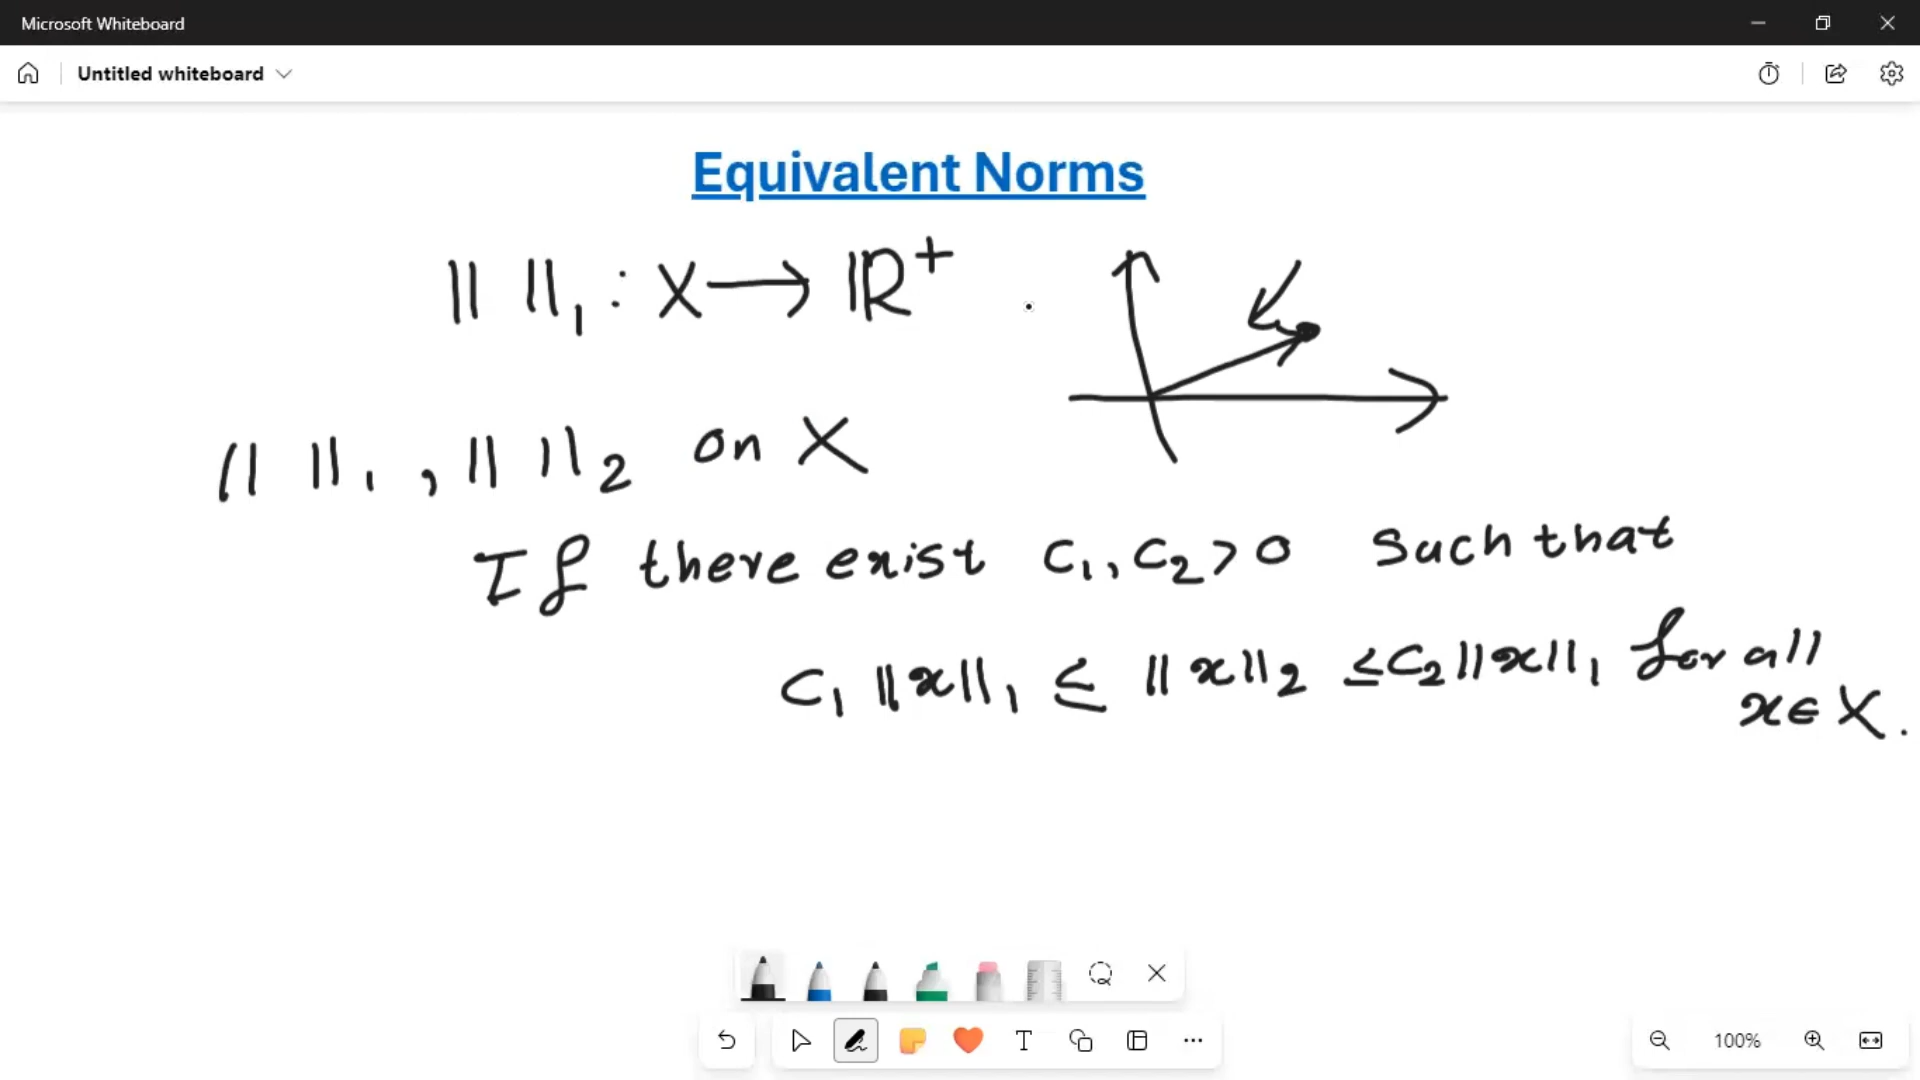 Microsoft Whiteboard
Untitled whiteboard
Equivalent Norms
|| ||₁ : X → ℝ⁺
|| ||₁ , || ||₂ on X
If there exist C₁, C₂ > 0 such that
C₁ ||x||₁ ≤ ||x||₂ ≤ C₂ ||x||₁ for all
x ∈ X.
T
100%